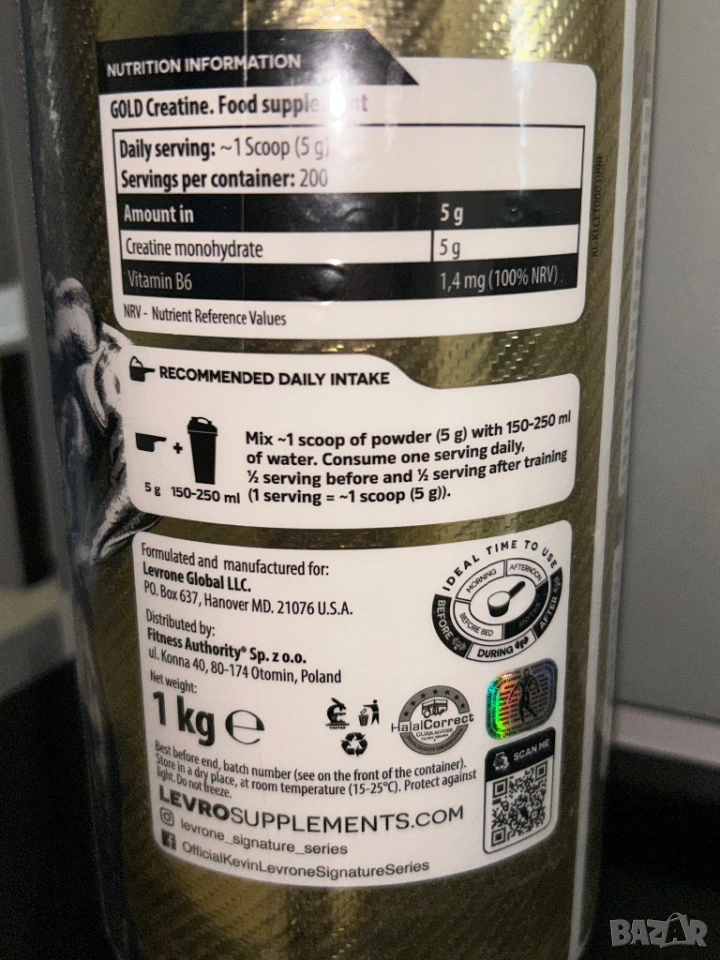 NUTRITION INFORMATION
GOLD Creatine. Food supplement
Daily serving: ~1 Scoop (5 g)
Servings per container: 200
Amount in 5 g
Creatine monohydrate 5 g
Vitamin B6 1,4 mg (100% NRV)
NRV - Nutrient Reference Values
RECOMMENDED DAILY INTAKE
Mix ~1 scoop of powder (5 g) with 150-250 ml
of water. Consume one serving daily,
½ serving before and ½ serving after training
(1 serving = ~1 scoop (5 g)).
5 g + 150-250 ml
Formulated and manufactured for:
Levrone Global LLC.
PO. Box 637, Hanover MD. 21076 U.S.A.
Distributed by:
Fitness Authority® Sp. z o.o.
ul. Konna 40, 80-174 Otomin, Poland
Net weight:
1 kg ℮
IDEAL TIME TO USE
MORNING
AFTERNOON
BEFORE BED
ANYTIME
BEFORE
DURING
AFTER
HalalCorrect
GUARANTEE
SCAN ME
Best before end, batch number (see on the front of the container).
Store in a dry place, at room temperature (15-25°C). Protect against
light. Do not freeze.
LEVROSUPPLEMENTS.COM
levrone_signature_series
OfficialKevinLevroneSignatureSeries
BAZAR